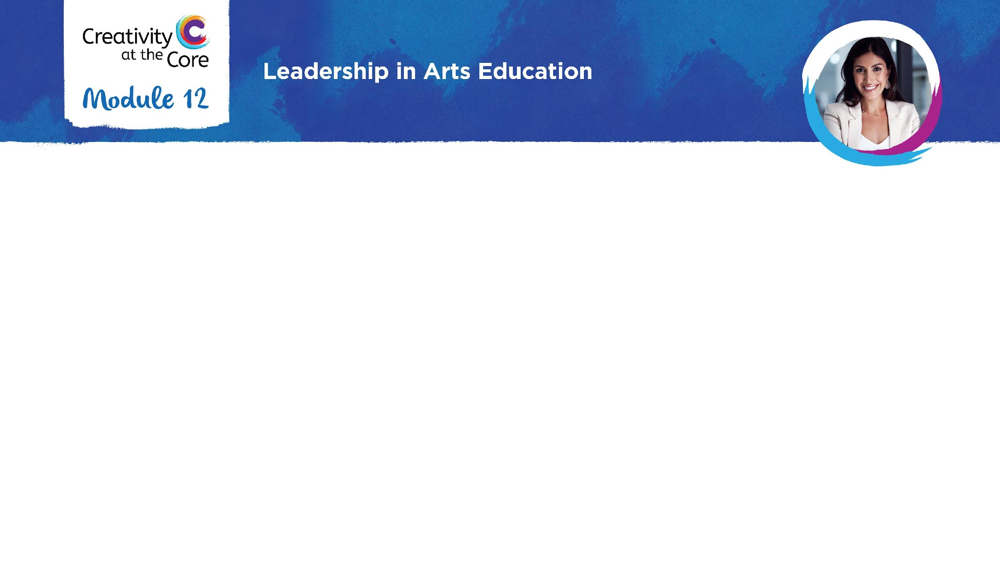 Creativity
at the Core
Module 12
Leadership in Arts Education